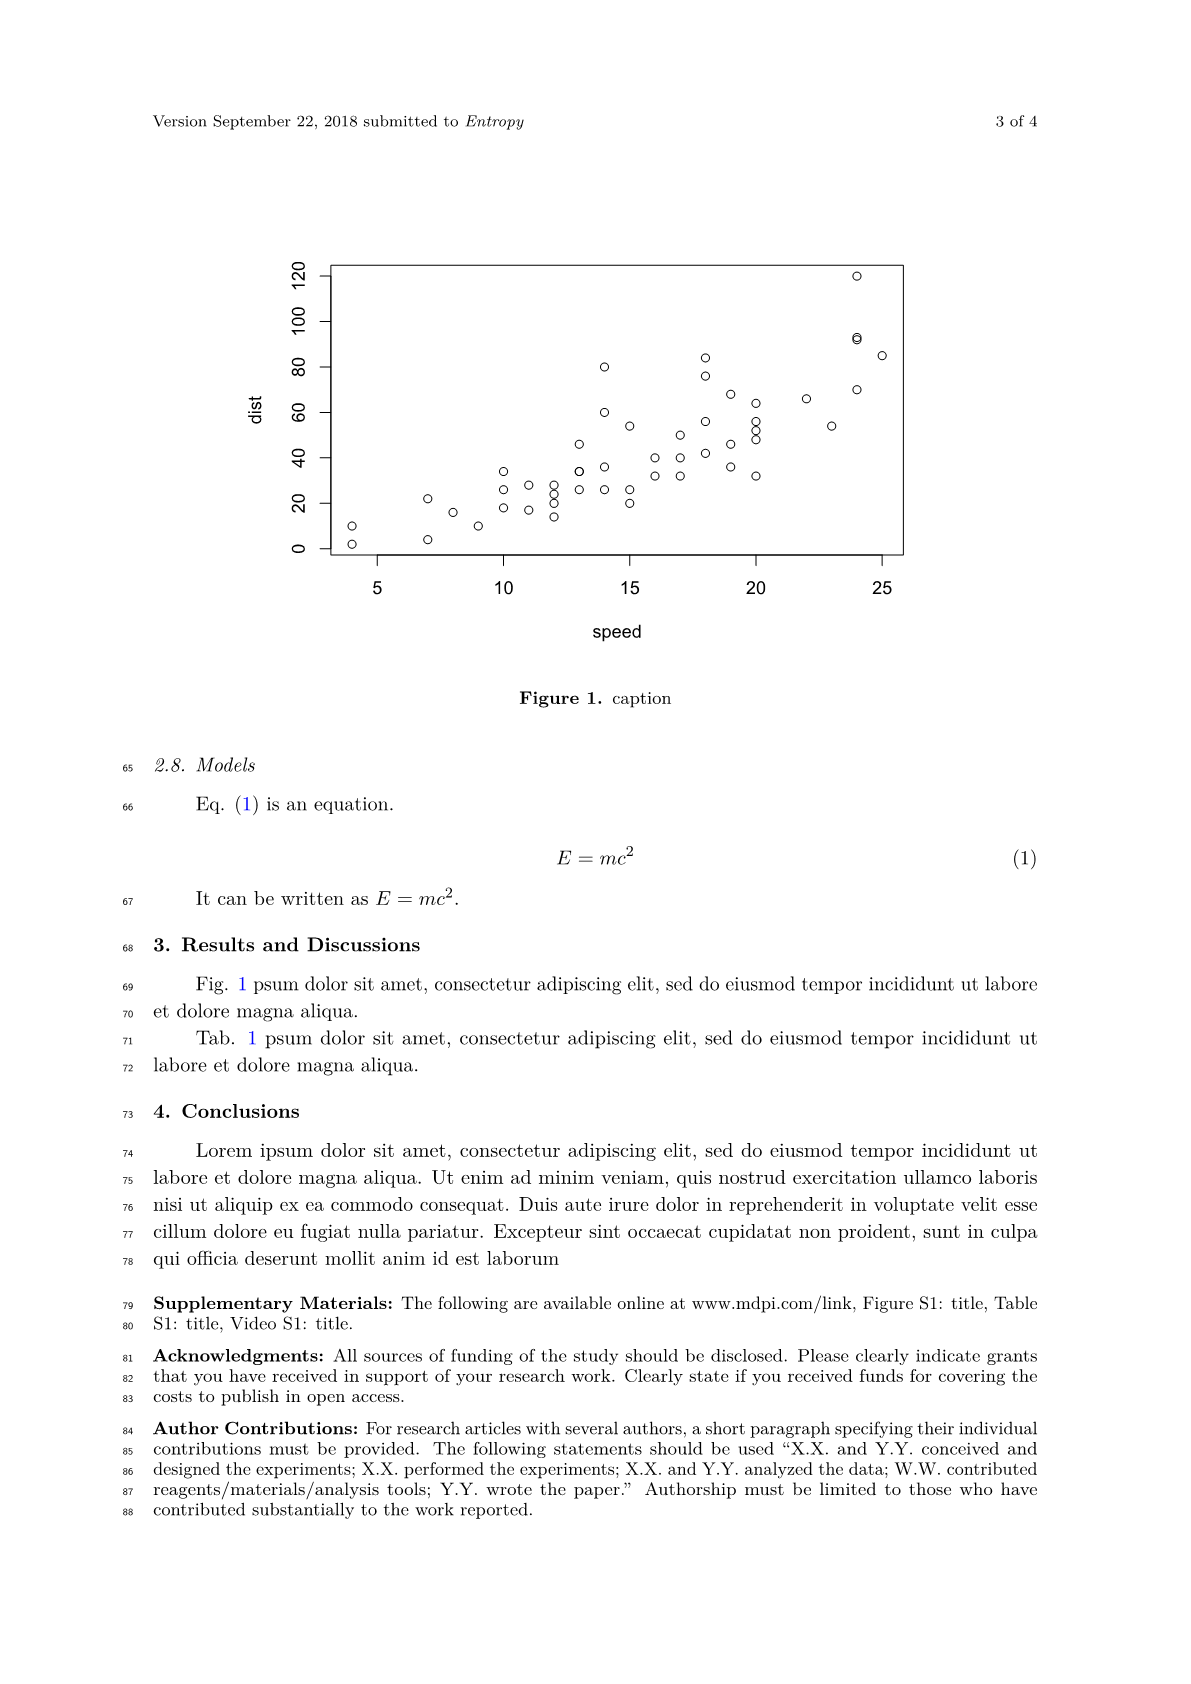 Version September 22, 2018 submitted to Entropy 3 of 4
120
100
80
60
40
20
0
dist
5 10 15 20 25
speed
Figure 1. caption
65 2.8. Models
66 Eq. (1) is an equation.
E = mc² (1)
67 It can be written as E = mc².
68 3. Results and Discussions
69 Fig. 1 psum dolor sit amet, consectetur adipiscing elit, sed do eiusmod tempor incididunt ut labore
70 et dolore magna aliqua.
71 Tab. 1 psum dolor sit amet, consectetur adipiscing elit, sed do eiusmod tempor incididunt ut
72 labore et dolore magna aliqua.
73 4. Conclusions
74 Lorem ipsum dolor sit amet, consectetur adipiscing elit, sed do eiusmod tempor incididunt ut
75 labore et dolore magna aliqua. Ut enim ad minim veniam, quis nostrud exercitation ullamco laboris
76 nisi ut aliquip ex ea commodo consequat. Duis aute irure dolor in reprehenderit in voluptate velit esse
77 cillum dolore eu fugiat nulla pariatur. Excepteur sint occaecat cupidatat non proident, sunt in culpa
78 qui officia deserunt mollit anim id est laborum
79 Supplementary Materials: The following are available online at www.mdpi.com/link, Figure S1: title, Table
80 S1: title, Video S1: title.
81 Acknowledgments: All sources of funding of the study should be disclosed. Please clearly indicate grants
82 that you have received in support of your research work. Clearly state if you received funds for covering the
83 costs to publish in open access.
84 Author Contributions: For research articles with several authors, a short paragraph specifying their individual
85 contributions must be provided. The following statements should be used “X.X. and Y.Y. conceived and
86 designed the experiments; X.X. performed the experiments; X.X. and Y.Y. analyzed the data; W.W. contributed
87 reagents/materials/analysis tools; Y.Y. wrote the paper.” Authorship must be limited to those who have
88 contributed substantially to the work reported.